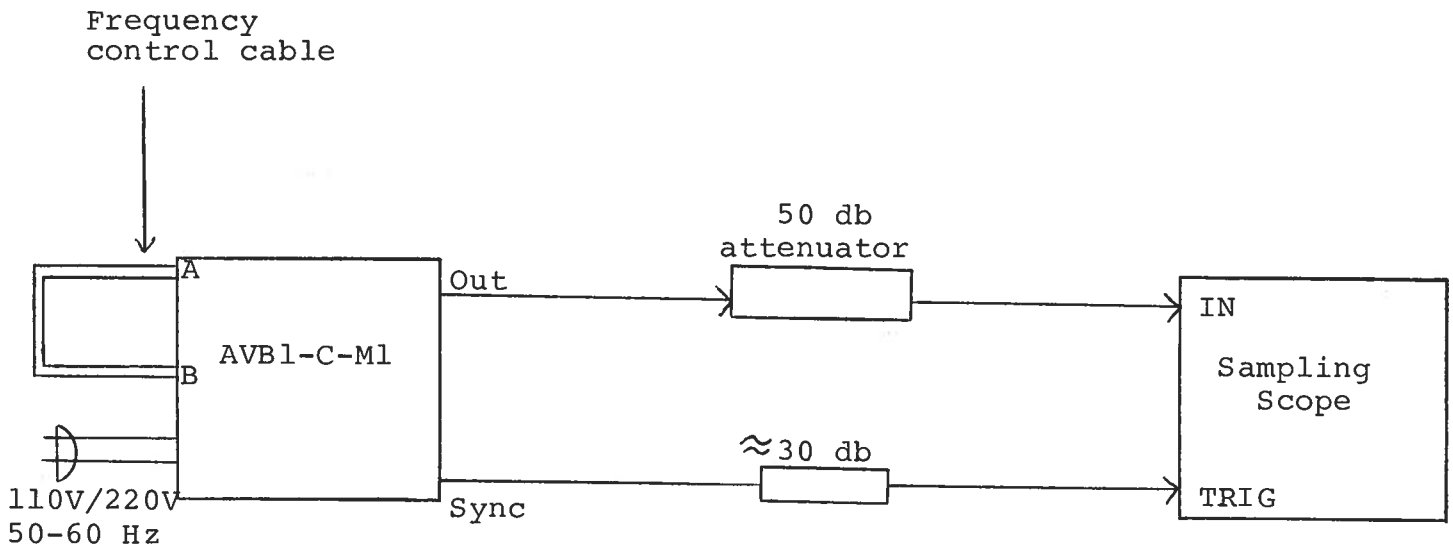 Frequency
control cable
50 db
attenuator
A
Out
IN
AVB1-C-M1
B
Sampling
Scope
≈30 db
110V/220V
50-60 Hz
Sync
TRIG